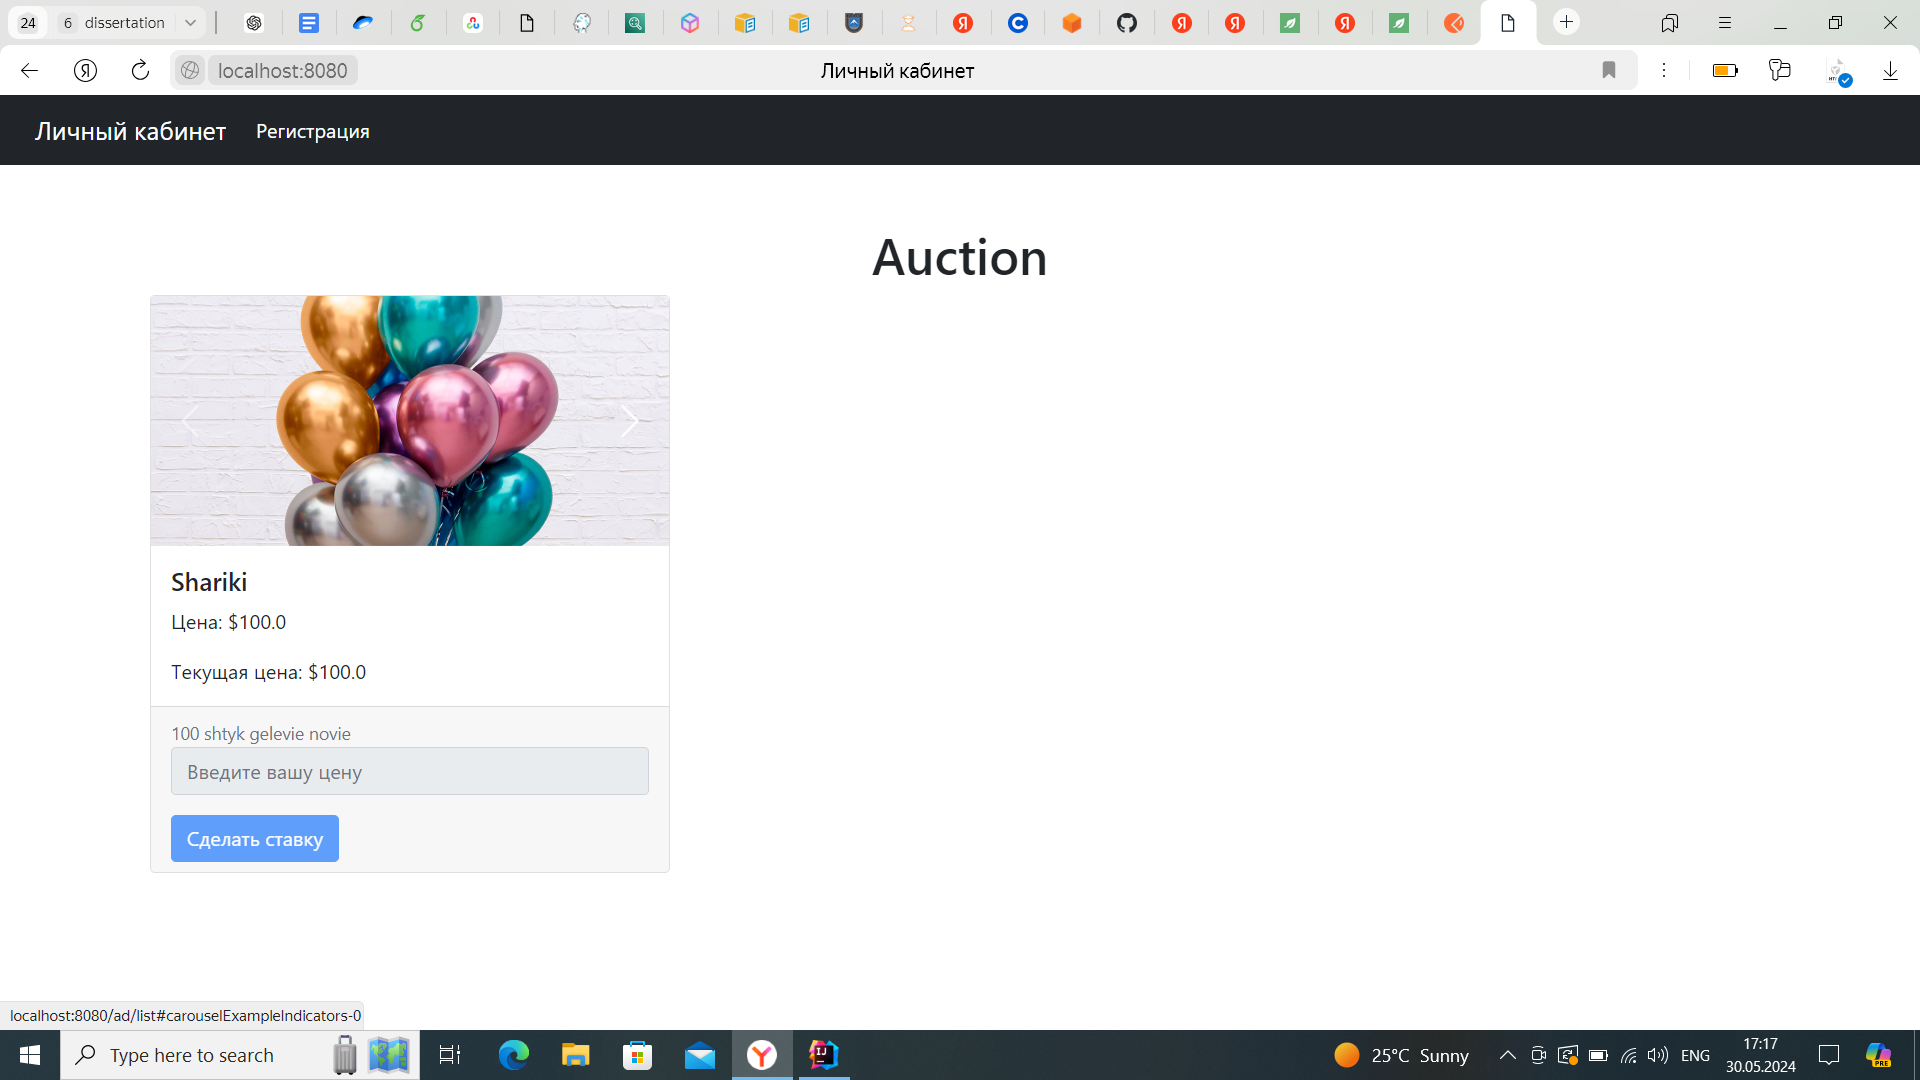 24
6 dissertation
localhost:8080
Личный кабинет
Личный кабинет
Регистрация
Auction
Shariki
Цена: $100.0
Текущая цена: $100.0
100 shtyk gelevie novie
Введите вашу цену
Сделать ставку
localhost:8080/ad/list#carouselExampleIndicators-0
Type here to search
25°C Sunny
ENG
17:17
30.05.2024